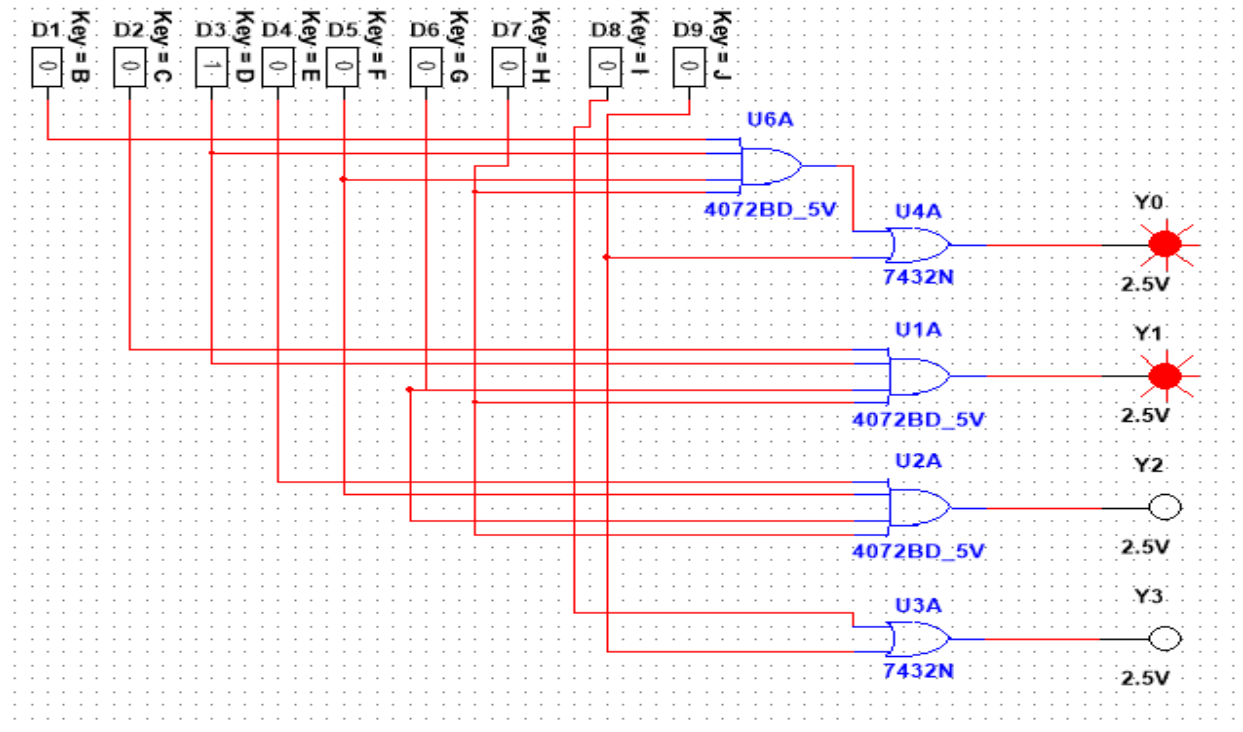 D1 Key = B D2 Key = C D3 Key = D D4 Key = E D5 Key = F D6 Key = G D7 Key = H D8 Key = I D9 Key = J
0 0 1 0 0 0 0 0 0
U6A
4072BD_5V
U4A
7432N
Y0
2.5V
U1A
4072BD_5V
Y1
2.5V
U2A
4072BD_5V
Y2
2.5V
U3A
7432N
Y3
2.5V